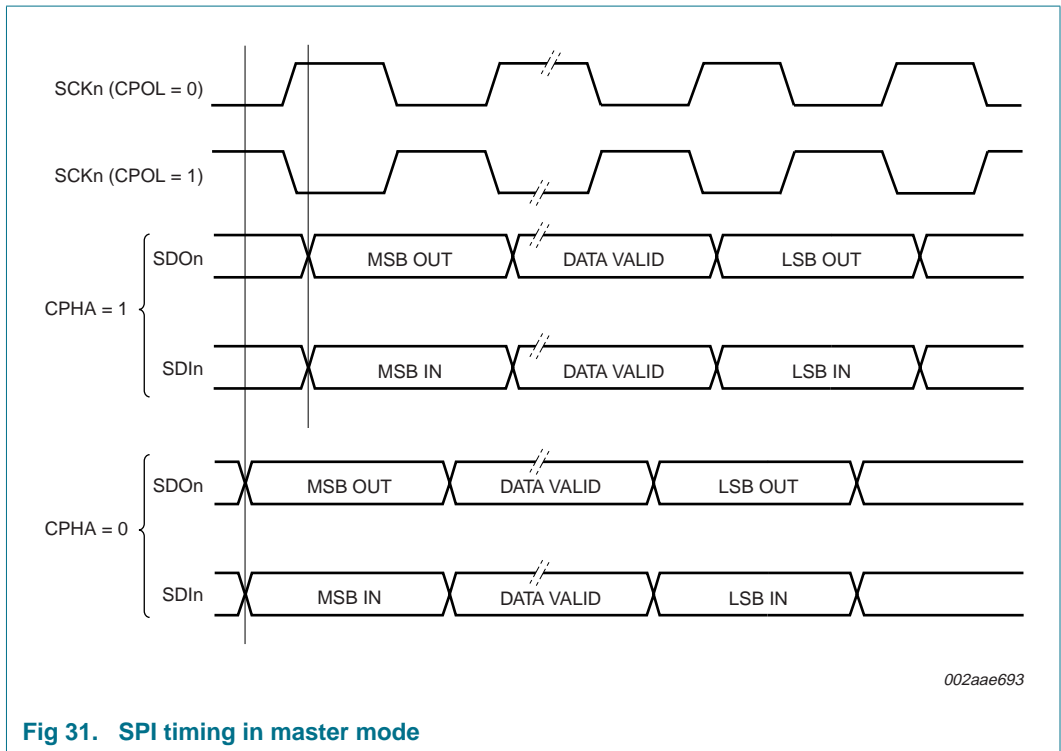 SCKn (CPOL = 0)
SCKn (CPOL = 1)
CPHA = 1
SDOn
MSB OUT DATA VALID LSB OUT
SDIn
MSB IN DATA VALID LSB IN
CPHA = 0
SDOn
MSB OUT DATA VALID LSB OUT
SDIn
MSB IN DATA VALID LSB IN
002aae693
Fig 31. SPI timing in master mode